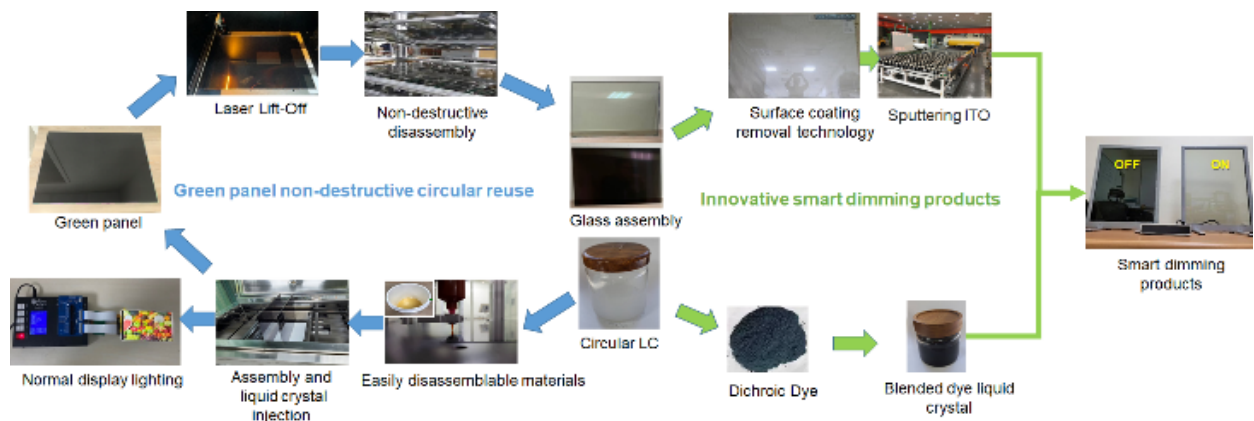 Laser Lift-Off
Non-destructive
disassembly
Surface coating
removal technology
Sputtering ITO
OFF
ON
Green panel non-destructive circular reuse
Innovative smart dimming products
Green panel
Glass assembly
Smart dimming
products
Normal display lighting
Assembly and
liquid crystal
injection
Easily disassemblable materials
Circular LC
Dichroic Dye
Blended dye liquid
crystal